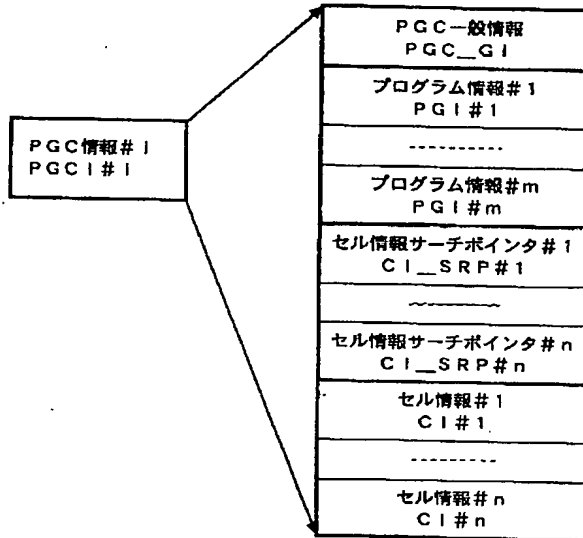 PGC情報#i
PGCI#i
PGC一般情報
PGC_GI
プログラム情報#1
PGI#1
プログラム情報#m
PGI#m
セル情報サーチポインタ#1
CI_SRP#1
セル情報サーチポインタ#n
CI_SRP#n
セル情報#1
CI#1
セル情報#n
CI#n